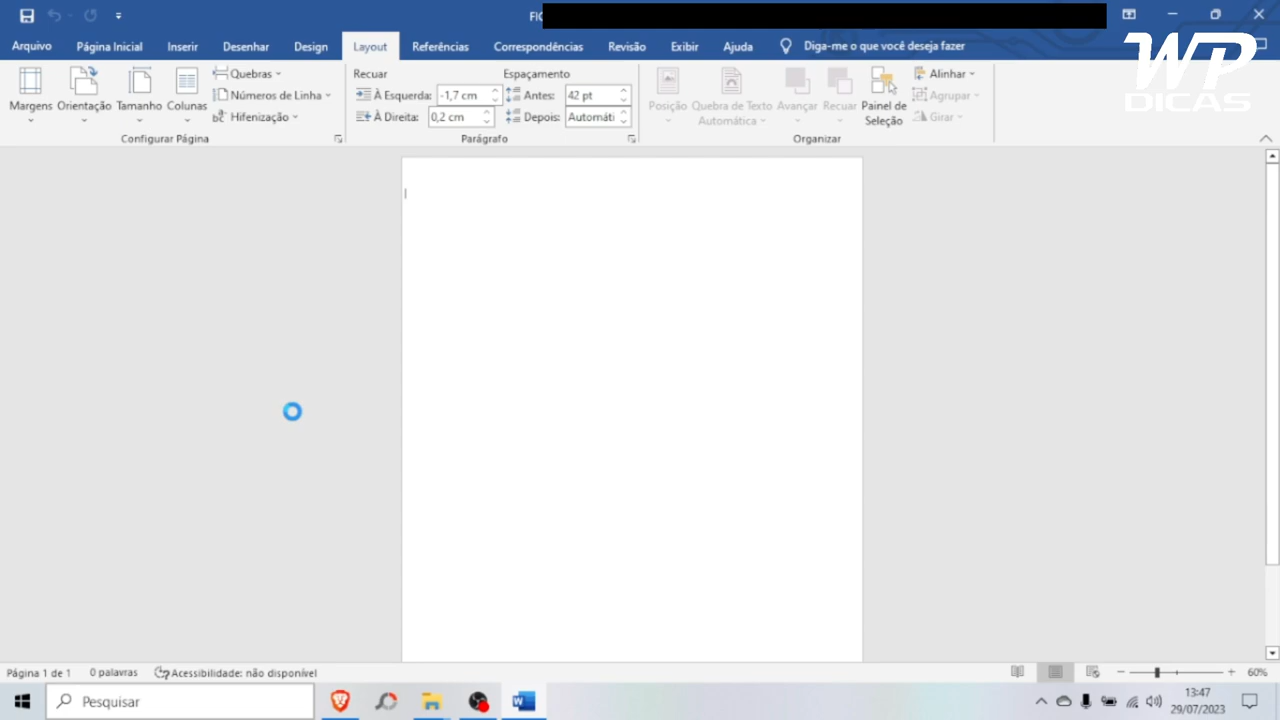 FIC
Arquivo Página Inicial Inserir Desenhar Design Layout Referências Correspondências Revisão Exibir Ajuda Diga-me o que você deseja fazer
WP
DICAS
Margens Orientação Tamanho Colunas
Quebras
Números de Linha
Hifenização
Configurar Página
Recuar Espaçamento
À Esquerda: -1,7 cm Antes: 42 pt
À Direita: 0,2 cm Depois: Automáti
Parágrafo
Posição Quebra de Texto Automática Avançar Recuar Painel de Seleção
Alinhar
Agrupar
Girar
Organizar
Página 1 de 1 0 palavras Acessibilidade: não disponível 60%
Pesquisar
13:47
29/07/2023